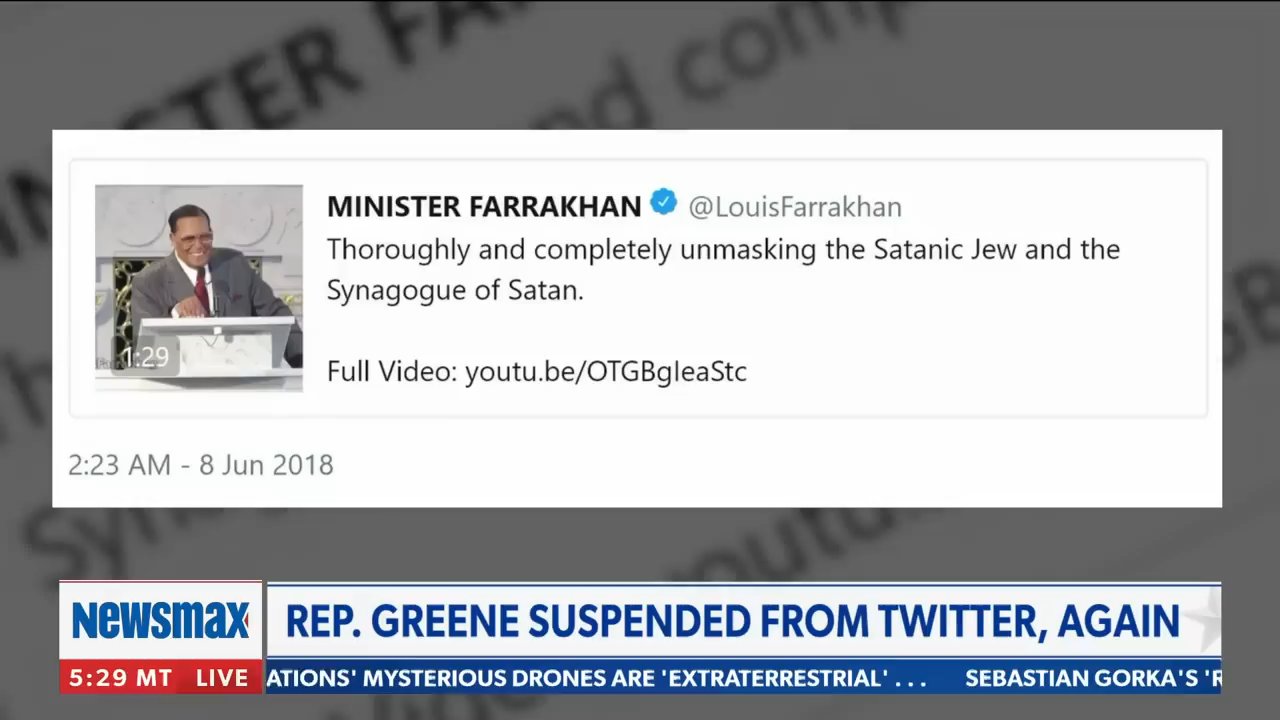 MINISTER FARRAKHAN @LouisFarrakhan
Thoroughly and completely unmasking the Satanic Jew and the
Synagogue of Satan.
Full Video: youtu.be/OTGBgIeaStc
1:29
2:23 AM - 8 Jun 2018
NEWSMAX
REP. GREENE SUSPENDED FROM TWITTER, AGAIN
5:29 MT LIVE
ATIONS' MYSTERIOUS DRONES ARE 'EXTRATERRESTRIAL' . . . SEBASTIAN GORKA'S 'R